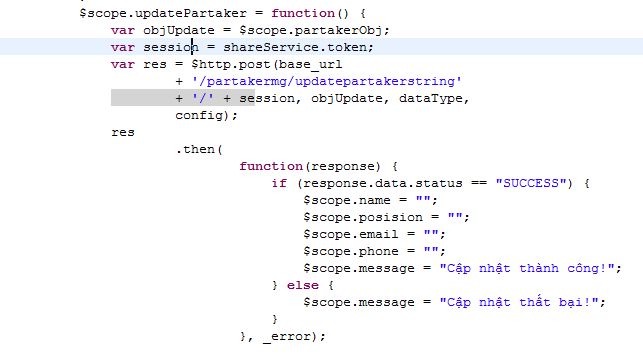 $scope.updatePartaker = function() {
var objUpdate = $scope.partakerObj;
var session = shareService.token;
var res = $http.post(base_url
+ '/partakermg/updatepartakerstring'
+ '/' + session, objUpdate, dataType,
config);
res
.then(
function(response) {
if (response.data.status == "SUCCESS") {
$scope.name = "";
$scope.posision = "";
$scope.email = "";
$scope.phone = "";
$scope.message = "Cập nhật thành công!";
} else {
$scope.message = "Cập nhật thất bại!";
}
}, _error);